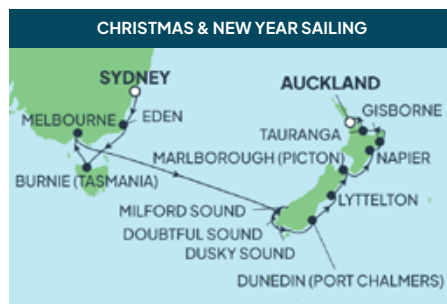 CHRISTMAS & NEW YEAR SAILING
SYDNEY
EDEN
MELBOURNE
BURNIE (TASMANIA)
AUCKLAND
GISBORNE
TAURANGA
NAPIER
MARLBOROUGH (PICTON)
LYTTELTON
MILFORD SOUND
DOUBTFUL SOUND
DUSKY SOUND
DUNEDIN (PORT CHALMERS)